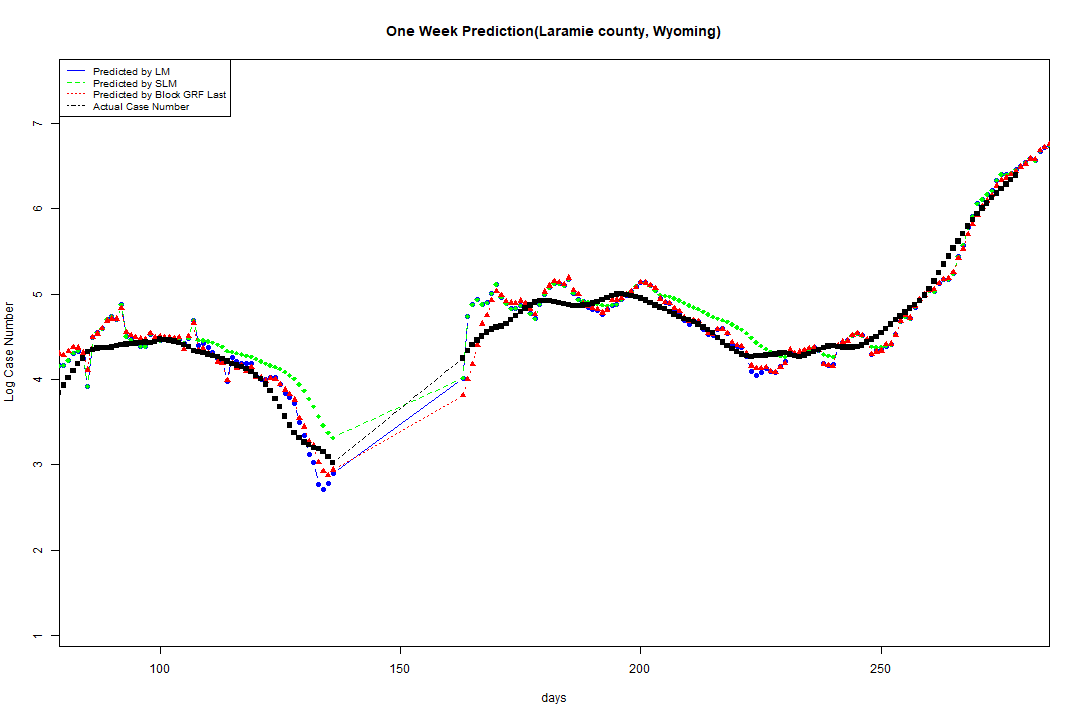 One Week Prediction(Laramie county, Wyoming)
Predicted by LM
Predicted by SLM
Predicted by Block GRF Last
Actual Case Number
Log Case Number
7
6
5
4
3
2
1
100 150 200 250
days